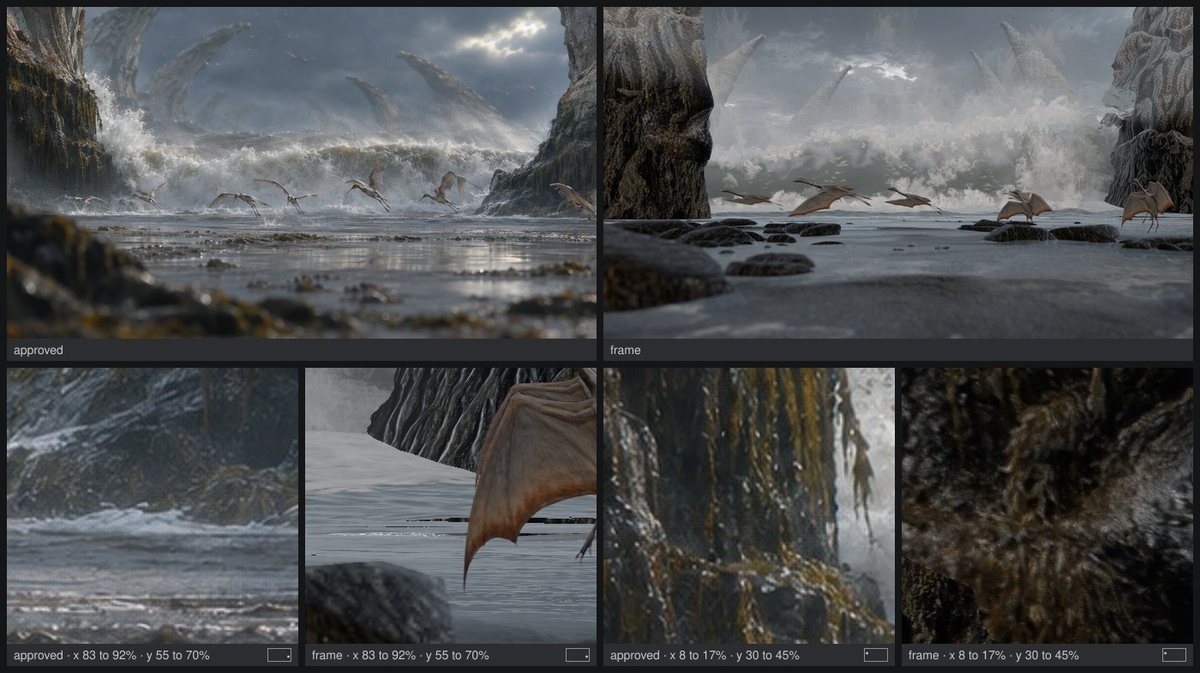 approved
frame
approved · x 83 to 92% · y 55 to 70%
frame · x 83 to 92% · y 55 to 70%
approved · x 8 to 17% · y 30 to 45%
frame · x 8 to 17% · y 30 to 45%